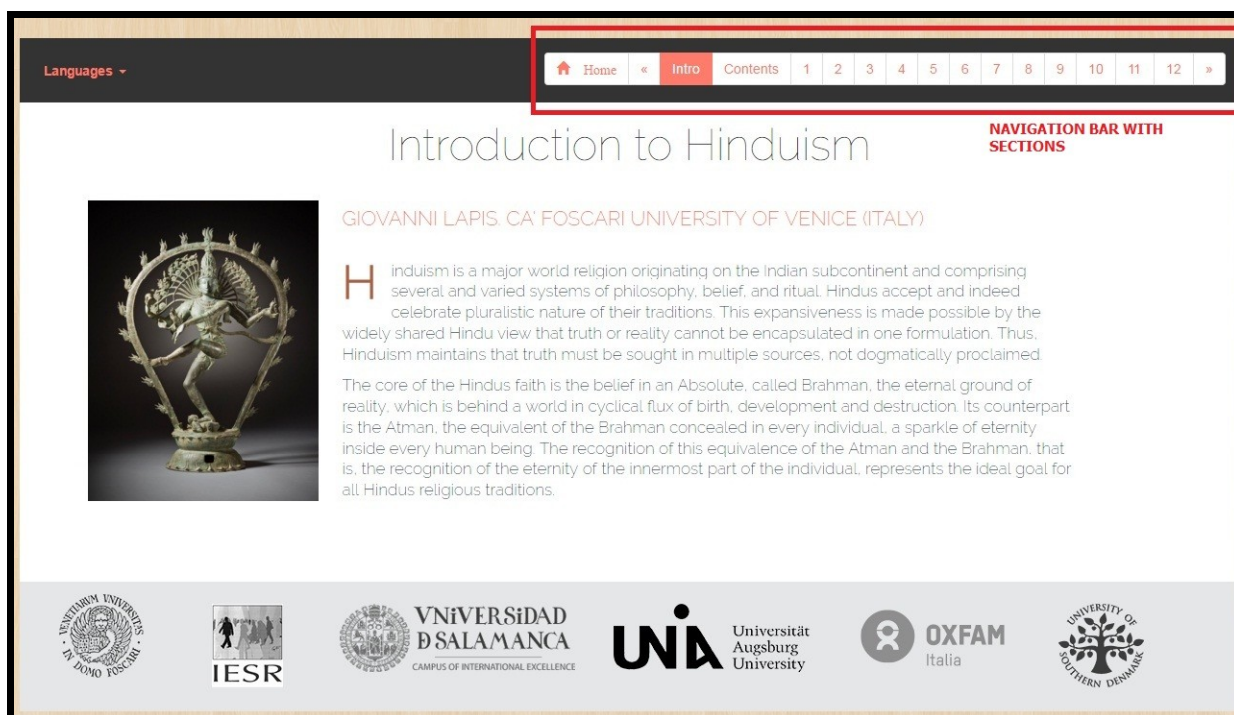 Languages
Home « Intro Contents 1 2 3 4 5 6 7 8 9 10 11 12 »
NAVIGATION BAR WITH
SECTIONS
Introduction to Hinduism
GIOVANNI LAPIS. CA' FOSCARI UNIVERSITY OF VENICE (ITALY)
Hinduism is a major world religion originating on the Indian subcontinent and comprising
several and varied systems of philosophy, belief, and ritual. Hindus accept and indeed
celebrate pluralistic nature of their traditions. This expansiveness is made possible by the
widely shared Hindu view that truth or reality cannot be encapsulated in one formulation. Thus,
Hinduism maintains that truth must be sought in multiple sources, not dogmatically proclaimed.
The core of the Hindus faith is the belief in an Absolute, called Brahman, the eternal ground of
reality, which is behind a world in cyclical flux of birth, development and destruction. Its counterpart
is the Atman, the equivalent of the Brahman concealed in every individual, a sparkle of eternity
inside every human being. The recognition of this equivalence of the Atman and the Brahman, that
is, the recognition of the eternity of the innermost part of the individual, represents the ideal goal for
all Hindus religious traditions.
VENETIARVM VNIVERSITAS
IN DOMO FOSCARI
IESR
VNiVERSiDAD
D SALAMANCA
CAMPUS OF INTERNATIONAL EXCELLENCE
UNIA
Universität
Augsburg
University
OXFAM
Italia
UNIVERSITY OF
SOUTHERN DENMARK